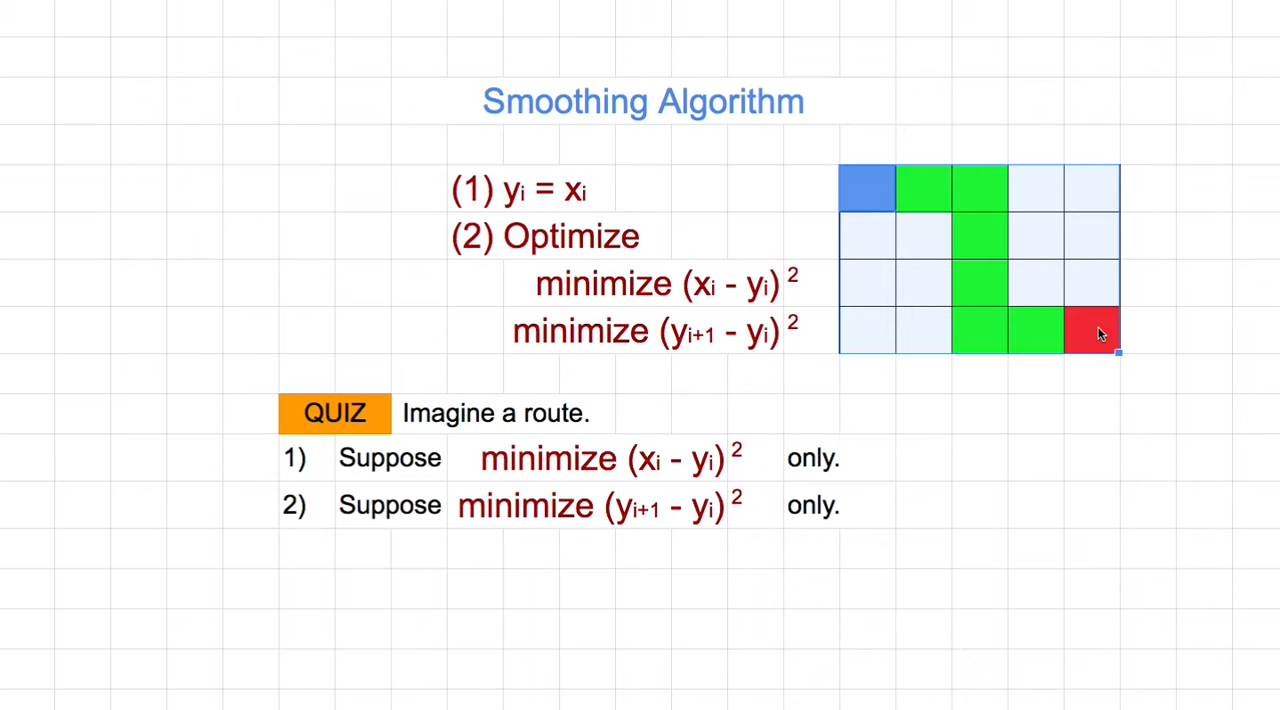 Smoothing Algorithm
(1) yi = xi
(2) Optimize
minimize (xi - yi) 2
minimize (yi+1 - yi) 2
QUIZ Imagine a route.
1) Suppose minimize (xi - yi) 2 only.
2) Suppose minimize (yi+1 - yi) 2 only.